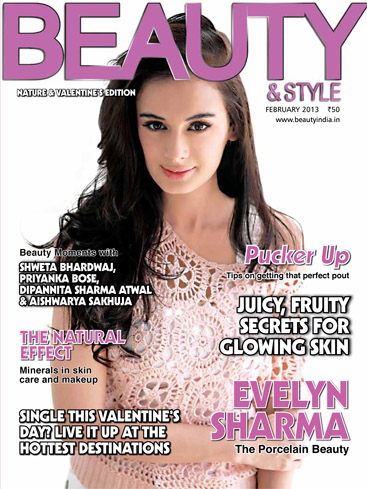 BEAUTY
& STYLE
NATURE & VALENTINE'S EDITION
FEBRUARY 2013 ₹50
www.beautyindia.in
Beauty Moments with
SHWETA BHARDWAJ,
PRIYANKA BOSE,
DIPANNITA SHARMA ATWAL
& AISHWARYA SAKHUJA
Pucker Up
Tips on getting that perfect pout
JUICY, FRUITY
SECRETS FOR
GLOWING SKIN
THE NATURAL
EFFECT
Minerals in skin
care and makeup
EVELYN
SHARMA
The Porcelain Beauty
SINGLE THIS VALENTINE'S
DAY? LIVE IT UP AT THE
HOTTEST DESTINATIONS